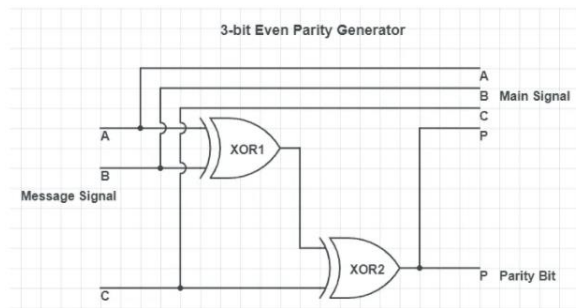 3-bit Even Parity Generator
A
B Main Signal
C
A
P
XOR1
B
Message Signal
XOR2
P Parity Bit
C